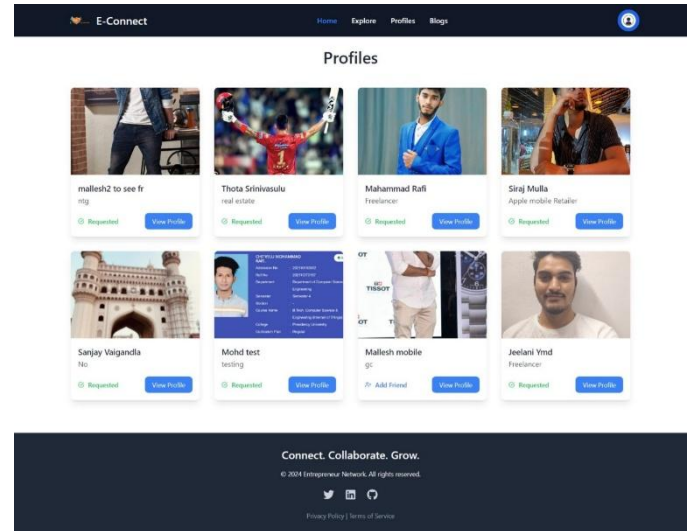 E-Connect
Home Explore Profiles Blogs
Profiles
mallesh2 to see fr
ntg
Requested View Profile
Thota Srinivasulu
real estate
Requested View Profile
Mahammad Rafi
Freelancer
Requested View Profile
Siraj Mulla
Apple mobile Retailer
Requested View Profile
1
Sanjay Vaigandla
No
Requested View Profile
Mohd test
testing
Requested View Profile
TISSOT
Mallesh mobile
gc
Add Friend View Profile
Jeelani Ymd
Freelancer
Requested View Profile
Connect. Collaborate. Grow.
© 2024 Entrepreneur Network. All rights reserved.
Privacy Policy | Terms of Service